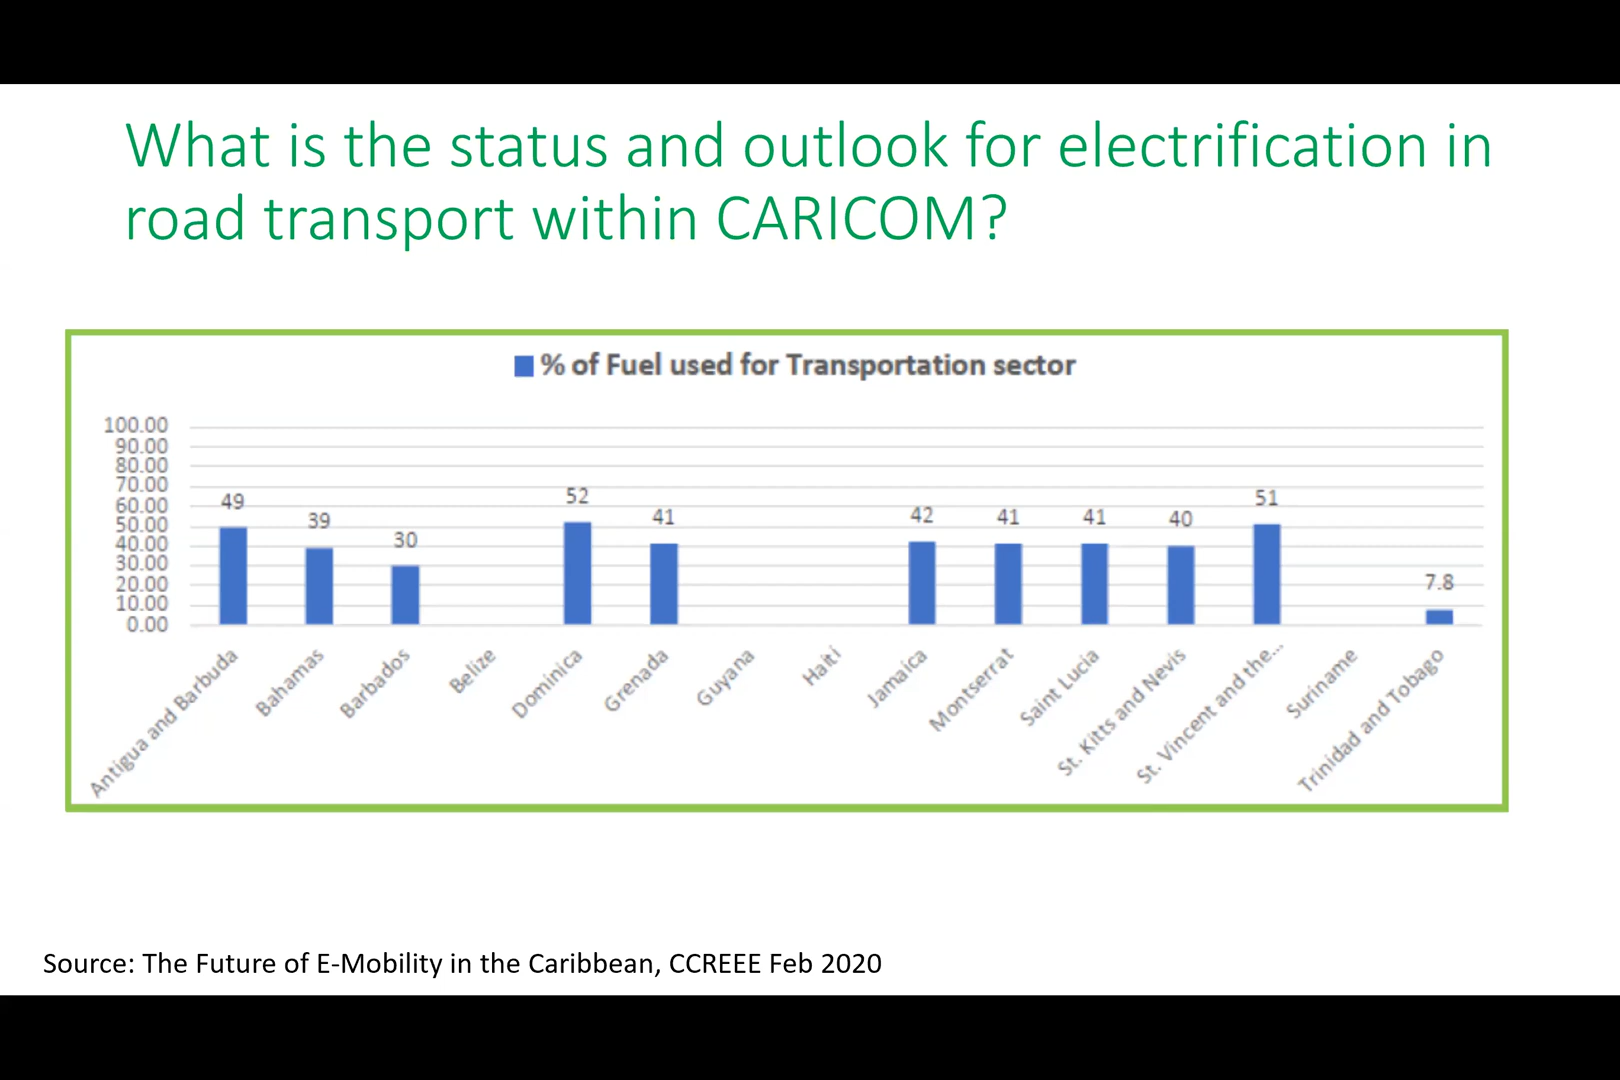 What is the status and outlook for electrification in
road transport within CARICOM?
% of Fuel used for Transportation sector
100.00
90.00
80.00
70.00
60.00
50.00
40.00
30.00
20.00
10.00
0.00
49
39
30
52
41
42
41
41
40
51
7.8
Antigua and Barbuda
Bahamas
Barbados
Belize
Dominica
Grenada
Guyana
Haiti
Jamaica
Montserrat
Saint Lucia
St. Kitts and Nevis
St. Vincent and the...
Suriname
Trinidad and Tobago
Source: The Future of E-Mobility in the Caribbean, CCREEE Feb 2020